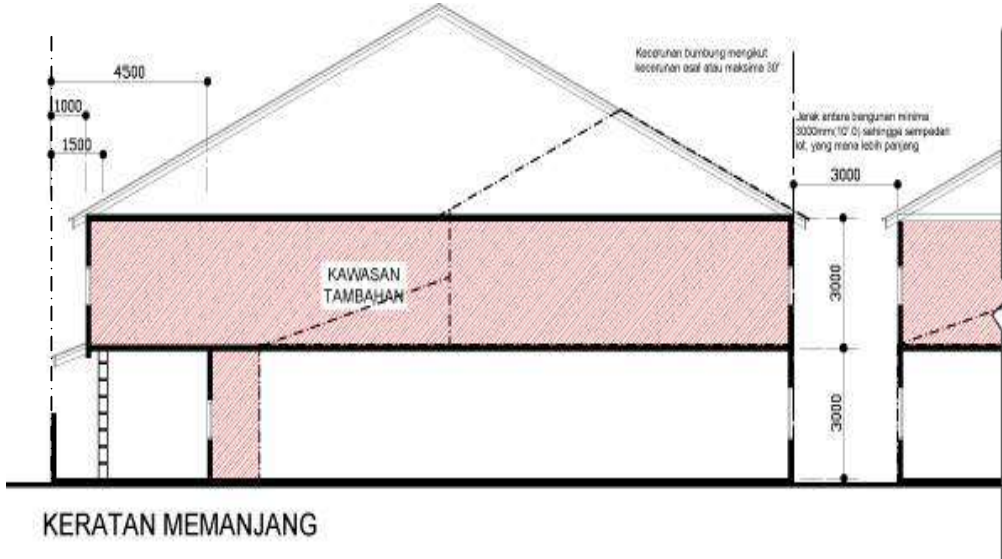 4500
Kecerunan bumbung mengikut
kecerunan asal atau maksima 30'
1000
Jarak antara bangunan minima
3000mm(10'.0) sehingga sempadan
lot, yang mana lebih panjang
1500
3000
KAWASAN
TAMBAHAN
3000
3000
KERATAN MEMANJANG